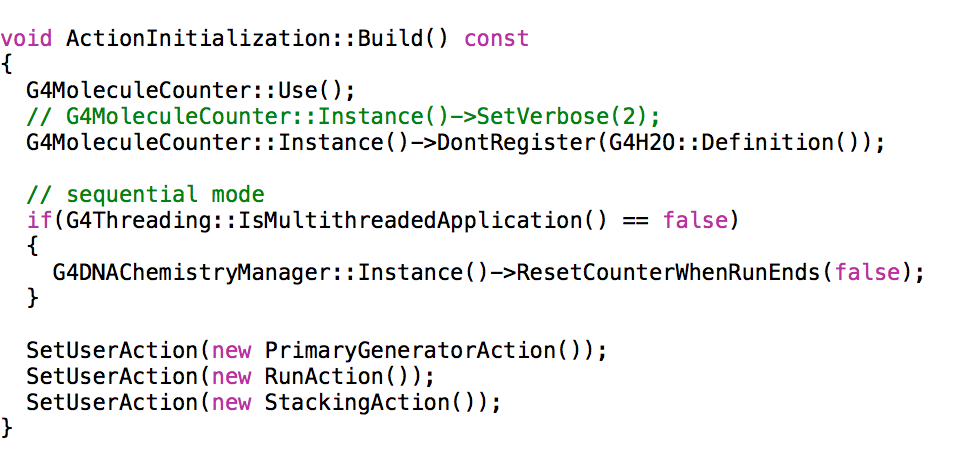 void ActionInitialization::Build() const
{
  G4MoleculeCounter::Use();
  // G4MoleculeCounter::Instance()->SetVerbose(2);
  G4MoleculeCounter::Instance()->DontRegister(G4H2O::Definition());

  // sequential mode
  if(G4Threading::IsMultithreadedApplication() == false)
  {
    G4DNAChemistryManager::Instance()->ResetCounterWhenRunEnds(false);
  }

  SetUserAction(new PrimaryGeneratorAction());
  SetUserAction(new RunAction());
  SetUserAction(new StackingAction());
}